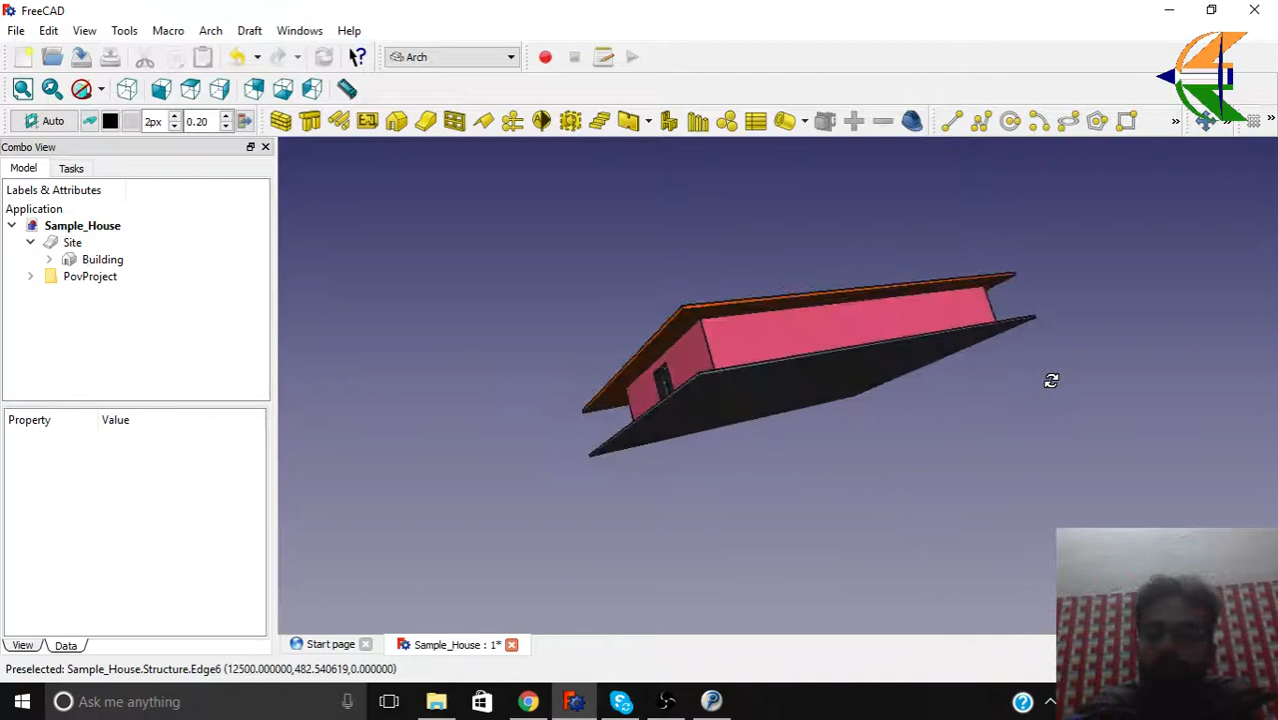 FreeCAD
File Edit View Tools Macro Arch Draft Windows Help
Arch
Auto 2px 0.20 » »
Combo View
Model Tasks
Labels & Attributes
Application
Sample_House
Site
Building
PovProject
Property Value
View Data
Start page Sample_House : 1*
Preselected: Sample_House.Structure.Edge6 (12500.000000,482.540619,0.000000)
Ask me anything